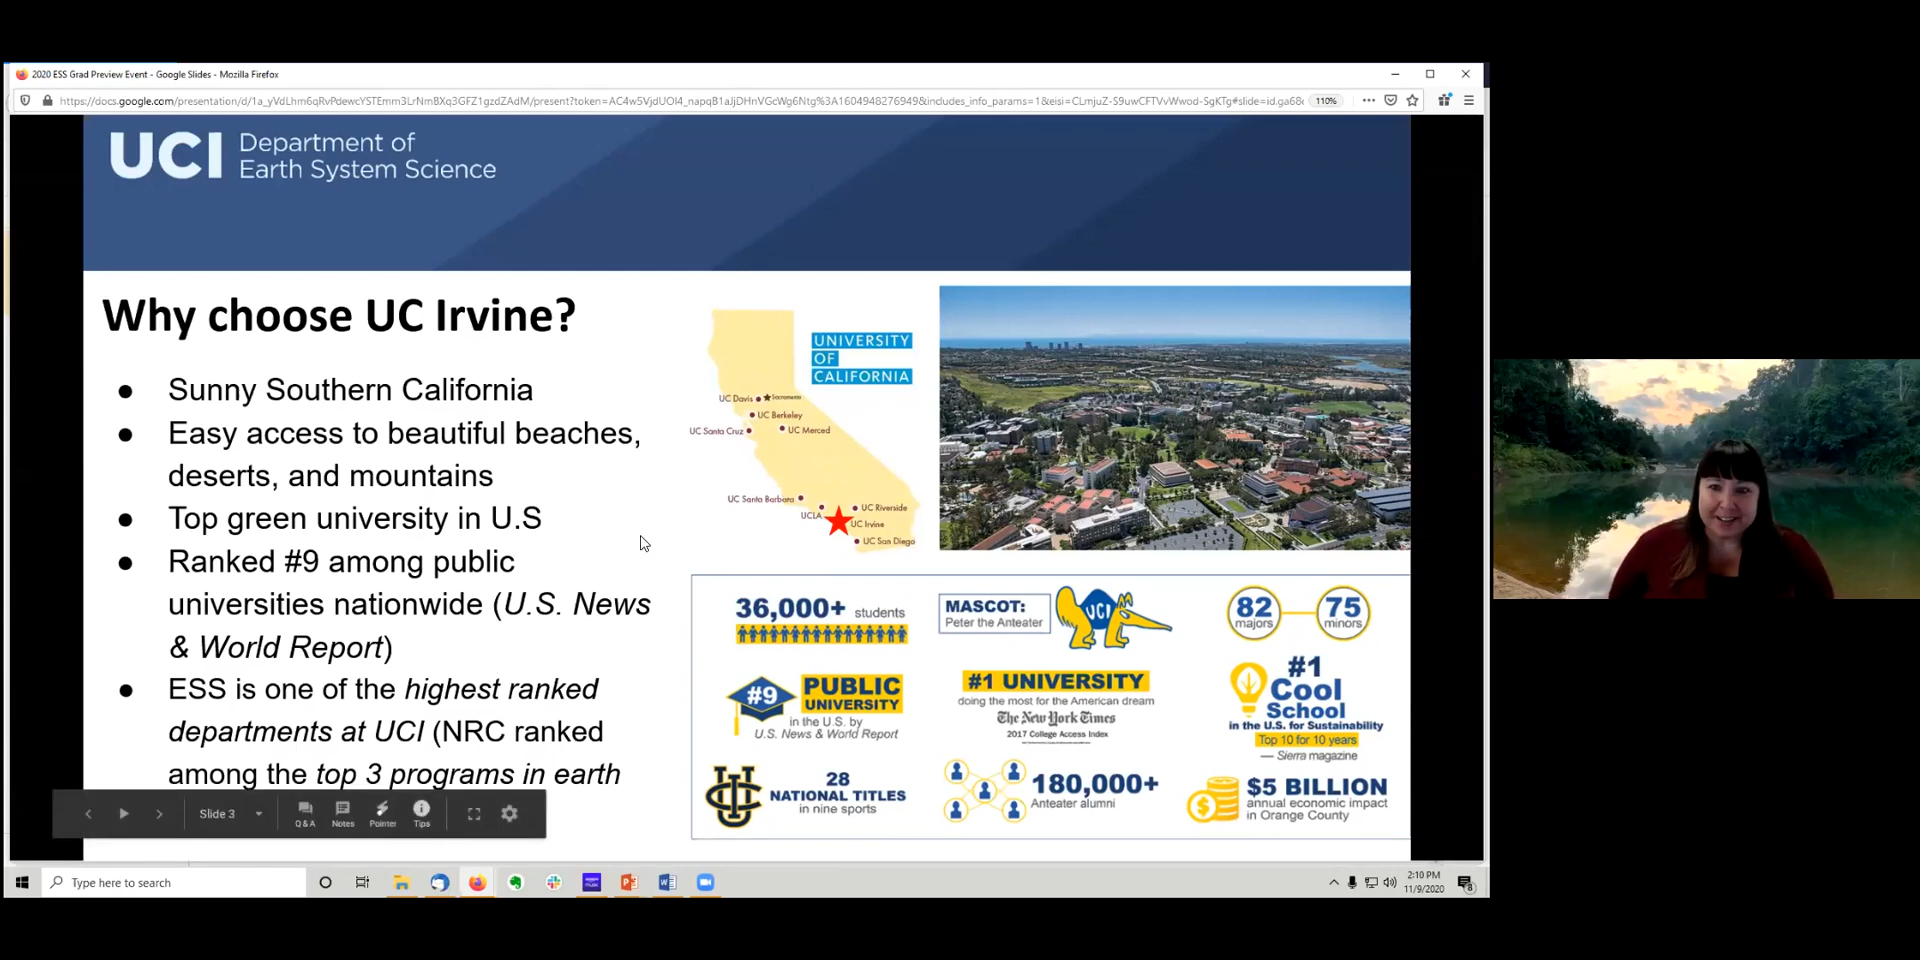 2020 ESS Grad Preview Event - Google Slides - Mozilla Firefox
110%
UCI Department of
Earth System Science
Why choose UC Irvine?
● Sunny Southern California
● Easy access to beautiful beaches,
deserts, and mountains
● Top green university in U.S
● Ranked #9 among public
universities nationwide (U.S. News
& World Report)
● ESS is one of the highest ranked
departments at UCI (NRC ranked
among the top 3 programs in earth
UNIVERSITY
OF
CALIFORNIA
UC Davis
Sacramento
UC Berkeley
UC Santa Cruz
UC Merced
UC Santa Barbara
UCLA
UC Riverside
UC Irvine
UC San Diego
36,000+ students
MASCOT:
Peter the Anteater
UCI
82
majors
75
minors
#9
PUBLIC
UNIVERSITY
in the U.S. by
U.S. News & World Report
#1 UNIVERSITY
doing the most for the American dream
The New York Times
2017 College Access Index
#1
Cool
School
in the U.S. for Sustainability
Top 10 for 10 years
— Sierra magazine
28
NATIONAL TITLES
in nine sports
180,000+
Anteater alumni
$5 BILLION
annual economic impact
in Orange County
Slide 3
Q & A
Notes
Pointer
Tips
Type here to search
2:10 PM
11/9/2020
8